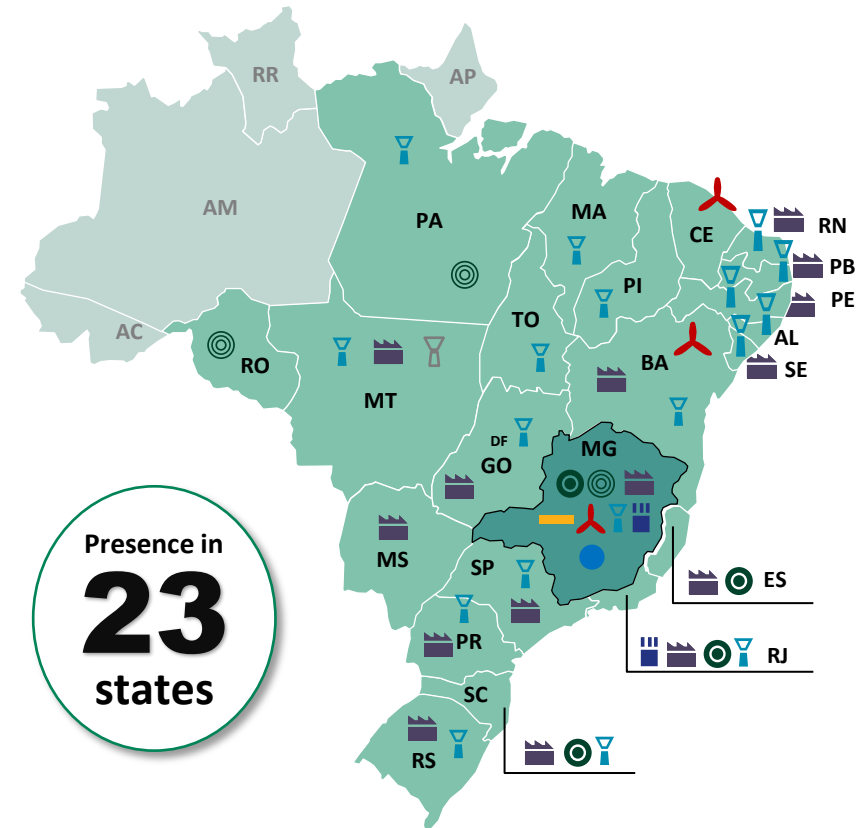 RR
AP
AM
PA
MA
CE
RN
PB
PI
PE
TO
AL
AC
RO
BA
SE
MT
DF
MG
GO
Presence in
23
states
MS
SP
ES
PR
RJ
SC
RS